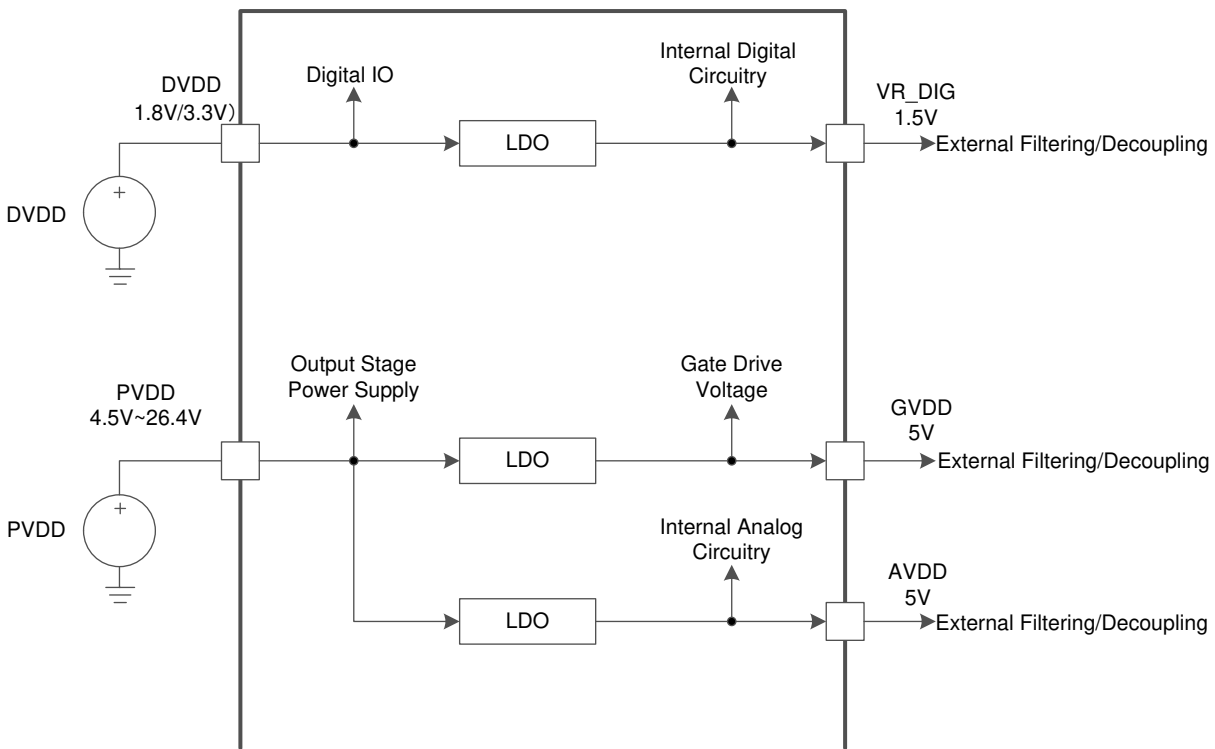 DVDD
1.8V/3.3V）
Digital IO
Internal Digital
Circuitry
VR_DIG
1.5V
LDO
External Filtering/Decoupling
+
DVDD
Output Stage
Power Supply
Gate Drive
Voltage
PVDD
4.5V~26.4V
GVDD
5V
LDO
External Filtering/Decoupling
+
PVDD
Internal Analog
Circuitry
AVDD
5V
LDO
External Filtering/Decoupling